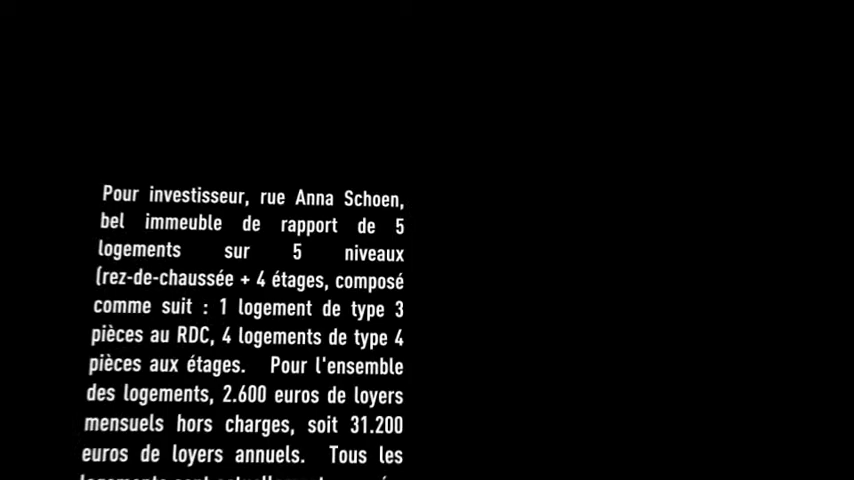 Pour investisseur, rue Anna Schoen,
bel immeuble de rapport de 5
logements sur 5 niveaux
(rez-de-chaussée + 4 étages, composé
comme suit : 1 logement de type 3
pièces au RDC, 4 logements de type 4
pièces aux étages. Pour l'ensemble
des logements, 2.600 euros de loyers
mensuels hors charges, soit 31.200
euros de loyers annuels. Tous les
logements sont actuellement